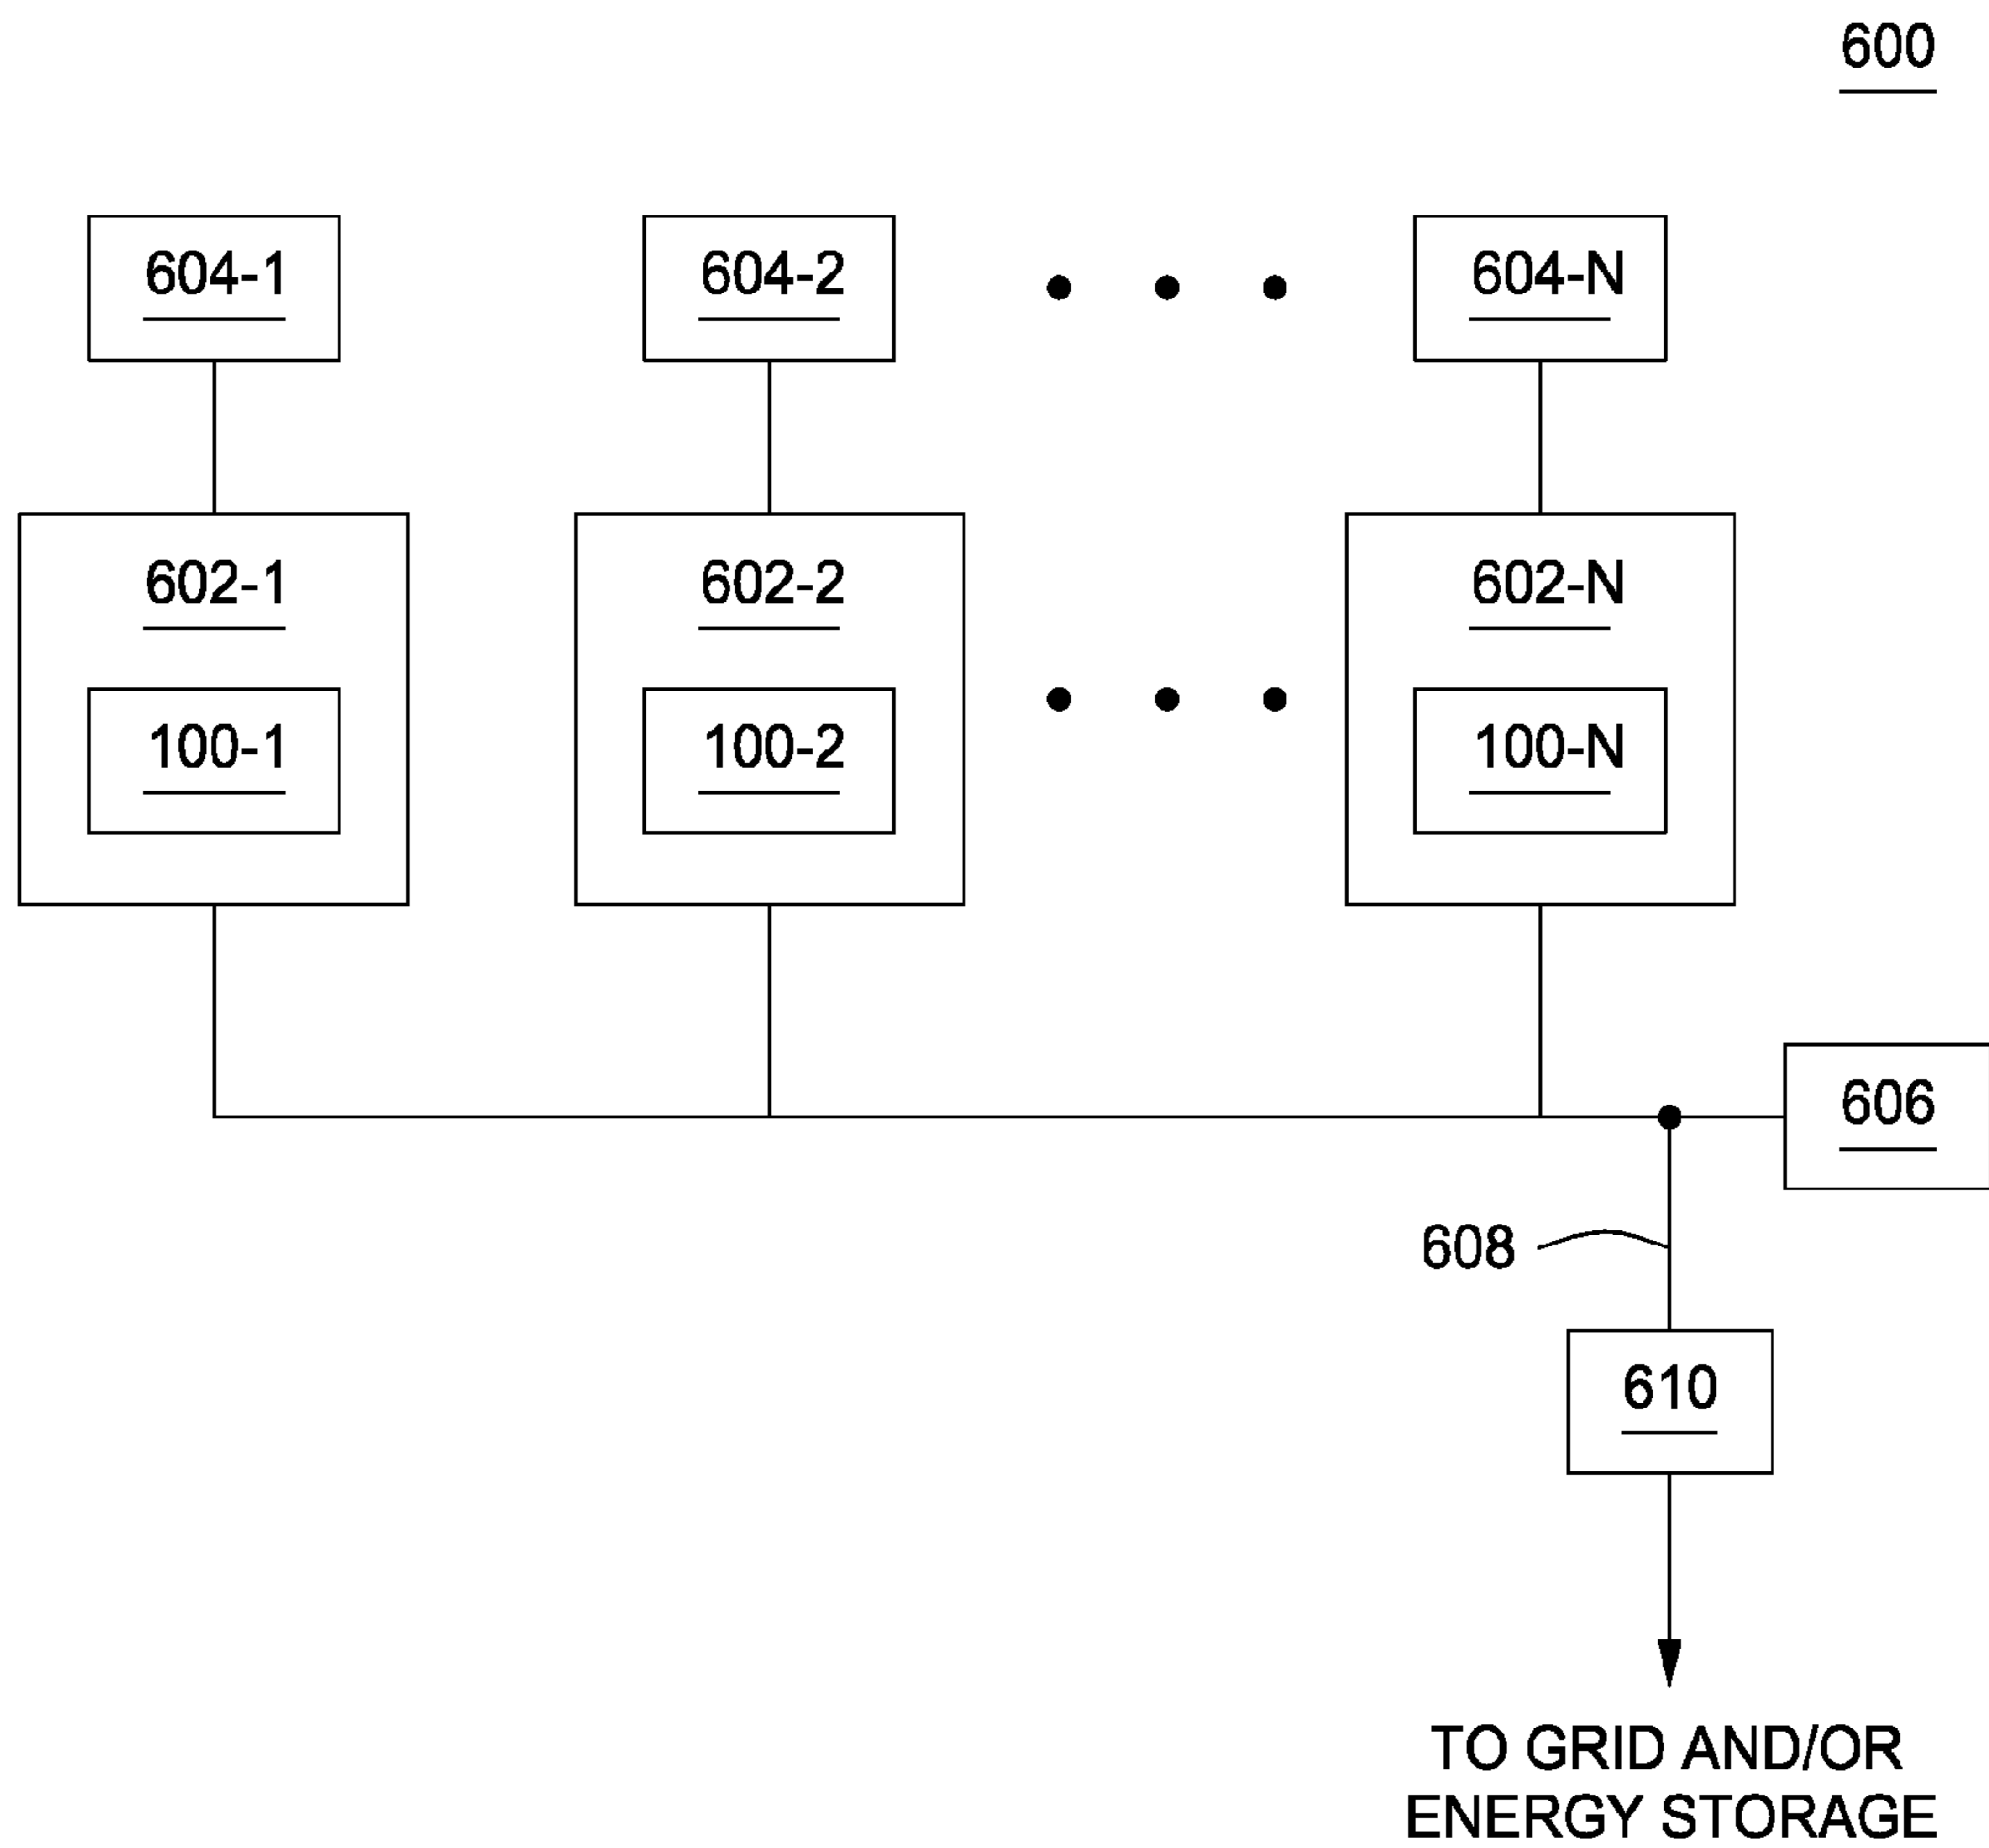 600
604-1
604-2
604-N
602-1
602-2
602-N
100-1
100-2
100-N
606
608
610
TO GRID AND/OR
ENERGY STORAGE